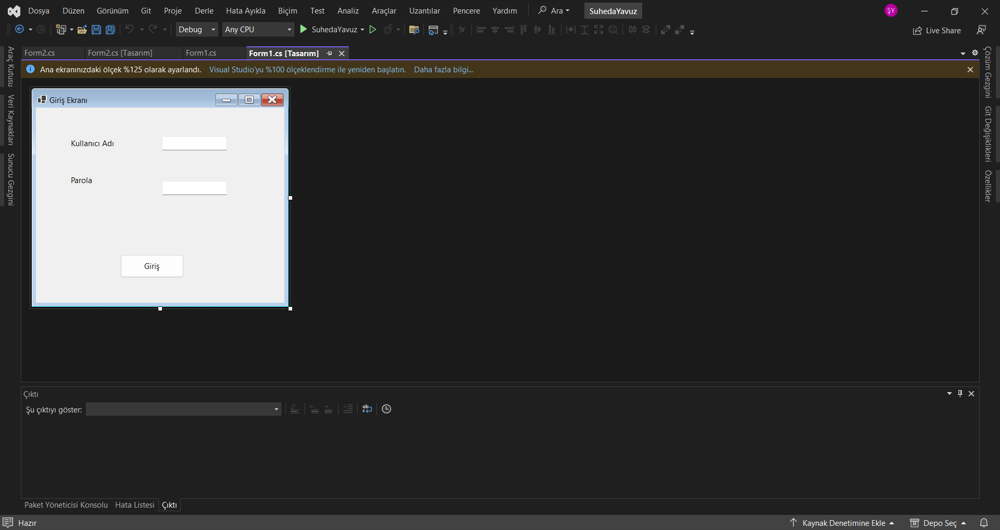 Dosya Düzen Görünüm Git Proje Derle Hata Ayıkla Biçim Test Analiz Araçlar Uzantılar Pencere Yardım Ara SuhedaYavuz ŞY
Debug Any CPU SuhedaYavuz Live Share
Form2.cs Form2.cs [Tasarım] Form1.cs Form1.cs [Tasarım]
Ana ekranınızdaki ölçek %125 olarak ayarlandı. Visual Studio'yu %100 ölçeklendirme ile yeniden başlatın. Daha fazla bilgi...
Araç Kutusu
Veri Kaynakları
Sunucu Gezgini
Giriş Ekranı
Kullanıcı Adı
Parola
Giriş
Çözüm Gezgini
Git Değişiklikleri
Özellikler
Çıktı
Şu çıktıyı göster:
Paket Yöneticisi Konsolu Hata Listesi Çıktı
Hazır Kaynak Denetimine Ekle Depo Seç